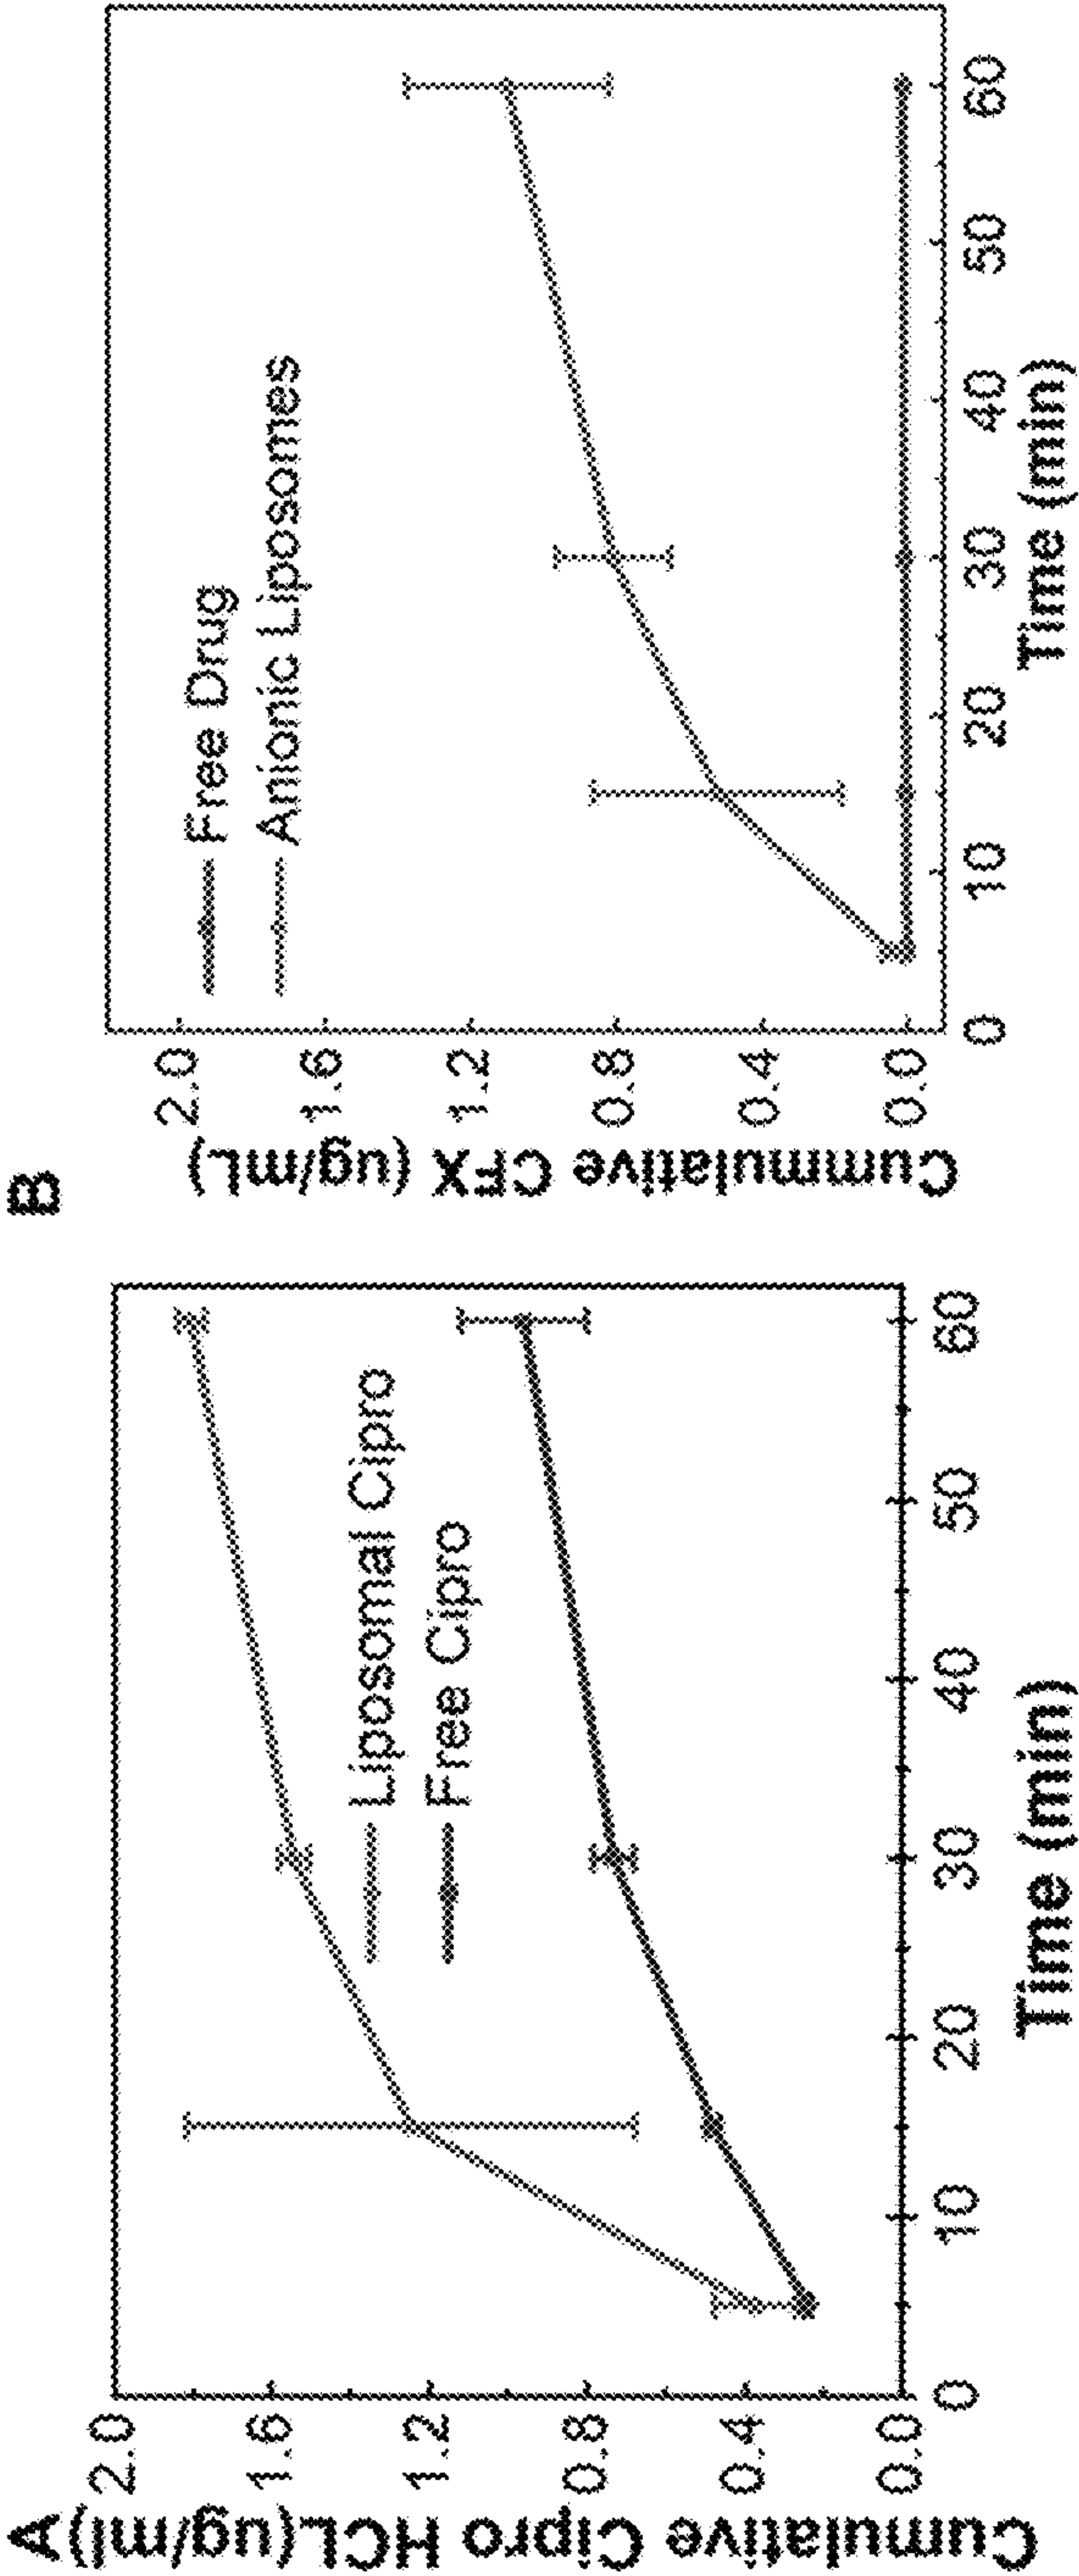 A
Cumulative Cipro HCL(ug/ml)
2.0
1.6
1.2
0.8
0.4
0.0
Liposomal Cipro
Free Cipro
0 10 20 30 40 50 60
Time (min)
B
Cummulative CFX (ug/mL)
2.0
1.6
1.2
0.8
0.4
0.0
Free Drug
Anionic Liposomes
0 10 20 30 40 50 60
Time (min)